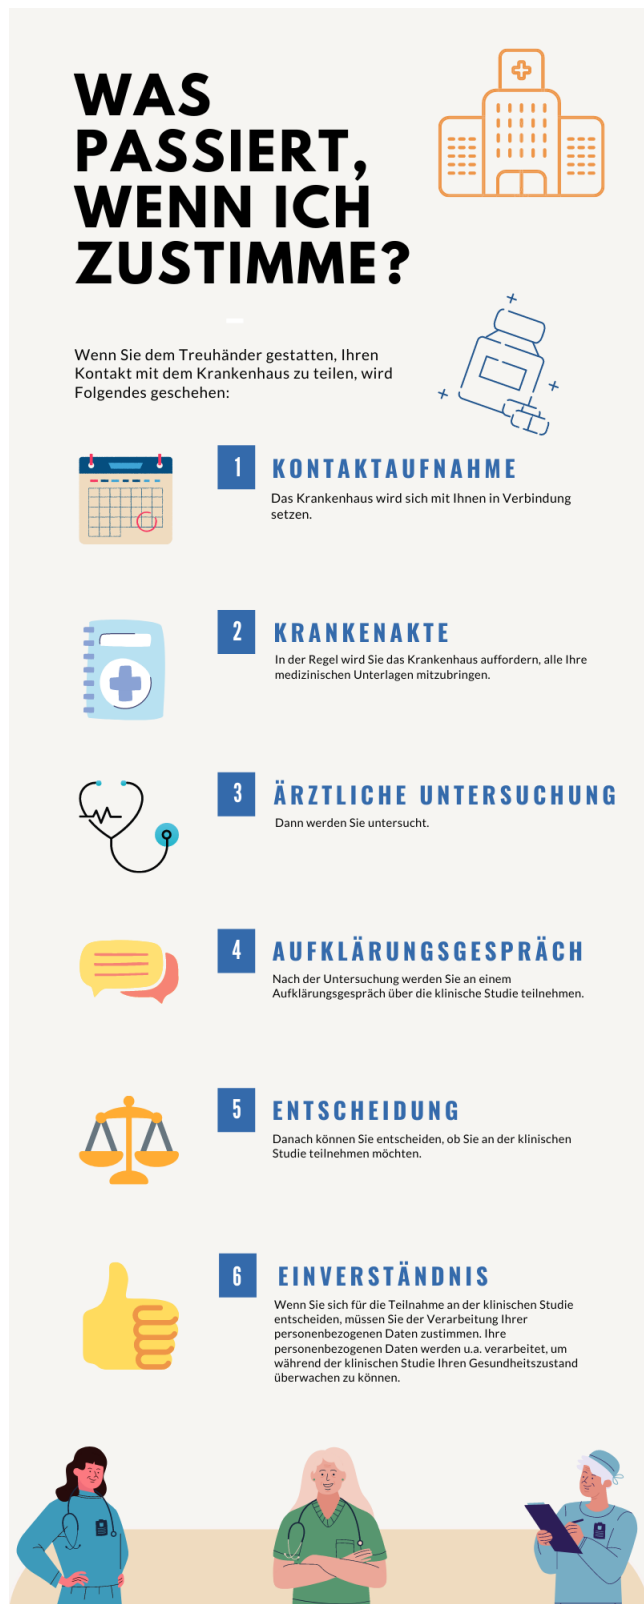 WAS
PASSIERT,
WENN ICH
ZUSTIMME?
Wenn Sie dem Treuhänder gestatten, Ihren
Kontakt mit dem Krankenhaus zu teilen, wird
Folgendes geschehen:
1 KONTAKTAUFNAHME
Das Krankenhaus wird sich mit Ihnen in Verbindung
setzen.
2 KRANKENAKTE
In der Regel wird Sie das Krankenhaus auffordern, alle Ihre
medizinischen Unterlagen mitzubringen.
3 ÄRZTLICHE UNTERSUCHUNG
Dann werden Sie untersucht.
4 AUFKLÄRUNGSGESPRÄCH
Nach der Untersuchung werden Sie an einem
Aufklärungsgespräch über die klinische Studie teilnehmen.
5 ENTSCHEIDUNG
Danach können Sie entscheiden, ob Sie an der klinischen
Studie teilnehmen möchten.
6 EINVERSTÄNDNIS
Wenn Sie sich für die Teilnahme an der klinischen Studie
entscheiden, müssen Sie der Verarbeitung Ihrer
personenbezogenen Daten zustimmen. Ihre
personenbezogenen Daten werden u.a. verarbeitet, um
während der klinischen Studie Ihren Gesundheitszustand
überwachen zu können.